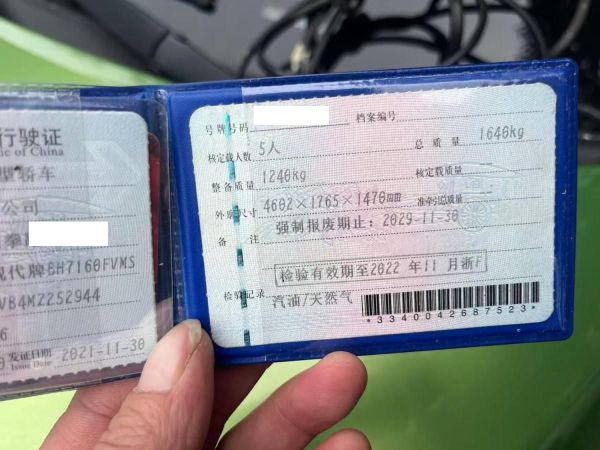 行驶证
le of China
轿车
公司
现代牌BH7160FVMS
VB4MZ252944
6
发证日期 2021-11-30
Issue Date
号牌号码 档案编号
核定载人数 5人 总质量 1640kg
整备质量 1240kg 核定载质量
外廓尺寸 4602×1765×1470mm 准牵引总质量
备注 强制报废期止：2029-11-30
检验有效期至2022 年11 月浙F
检验记录 汽油/天然气
*3340042687523*